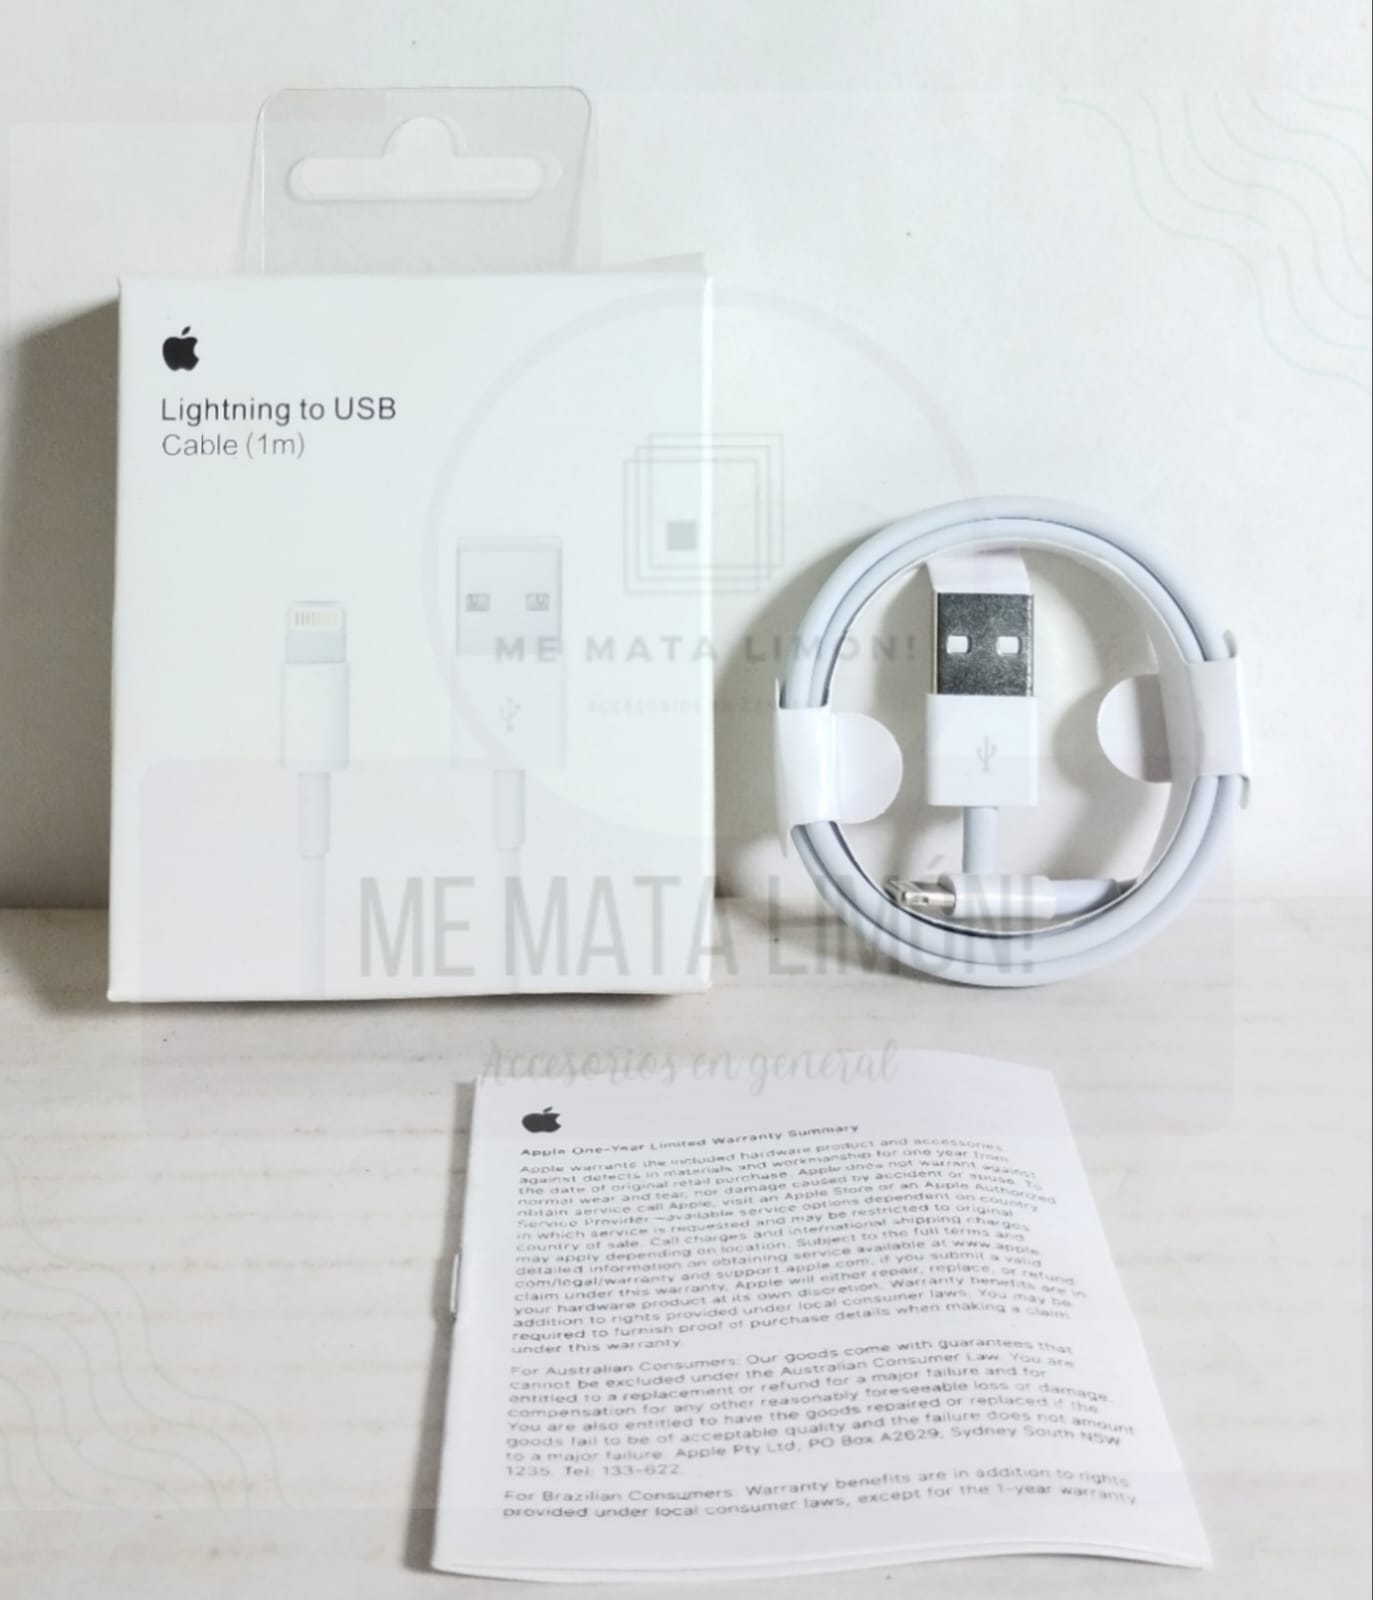 Lightning to USB
Cable (1m)
ME MATA LIMÓN!
ME MATA LIMÓN!
Accesorios en general
Apple One-Year Limited Warranty Summary
Apple warrants the included hardware product and accessories
against defects in materials and workmanship for one year from
the date of original retail purchase. Apple does not warrant against
normal wear and tear, nor damage caused by accident or abuse. To
obtain service call Apple, visit an Apple Store or an Apple Authorized
Service Provider —available service options dependent on country
in which service is requested and may be restricted to original
country of sale. Call charges and international shipping charges
may apply depending on location. Subject to the full terms and
detailed information on obtaining service available at www.apple.
com/legal/warranty and support.apple.com, if you submit a valid
claim under this warranty, Apple will either repair, replace, or refund
your hardware product at its own discretion. Warranty benefits are in
addition to rights provided under local consumer laws. You may be
required to furnish proof of purchase details when making a claim
under this warranty.
For Australian Consumers: Our goods come with guarantees that
cannot be excluded under the Australian Consumer Law. You are
entitled to a replacement or refund for a major failure and for
compensation for any other reasonably foreseeable loss or damage.
You are also entitled to have the goods repaired or replaced if the
goods fail to be of acceptable quality and the failure does not amount
to a major failure. Apple Pty Ltd, PO Box A2629, Sydney South NSW
1235. Tel: 133-622.
For Brazilian Consumers: Warranty benefits are in addition to rights
provided under local consumer laws, except for the 1-year warranty